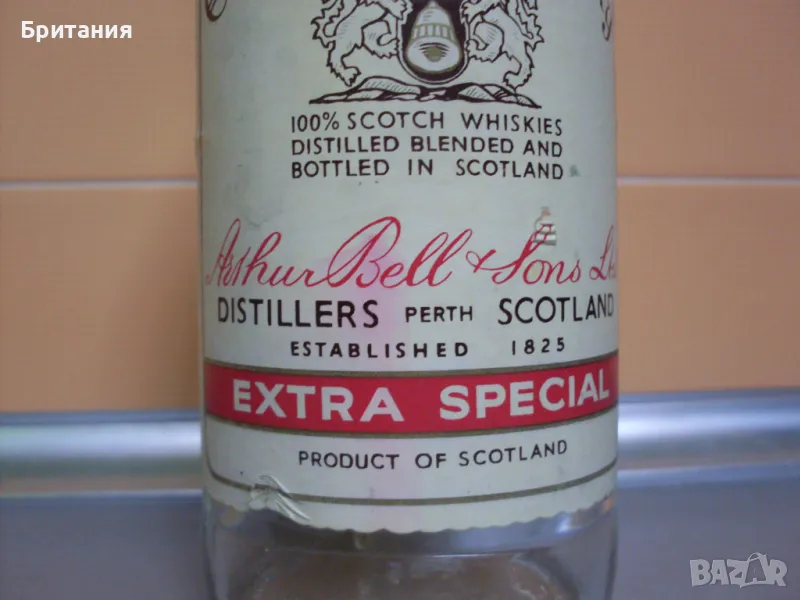 Британия
100% SCOTCH WHISKIES
DISTILLED BLENDED AND
BOTTLED IN SCOTLAND
Arthur Bell & Sons Ltd
DISTILLERS PERTH SCOTLAND
ESTABLISHED 1825
EXTRA SPECIAL
PRODUCT OF SCOTLAND
BAZAR